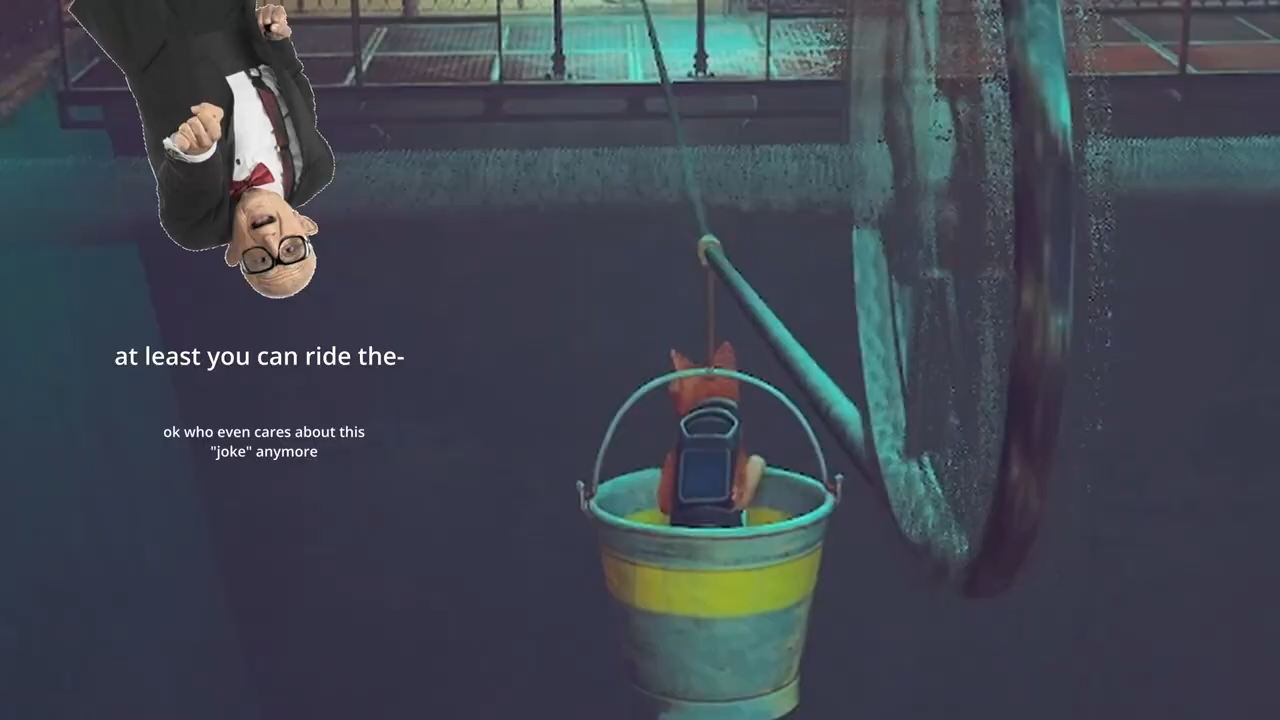 at least you can ride the-
ok who even cares about this
"joke" anymore